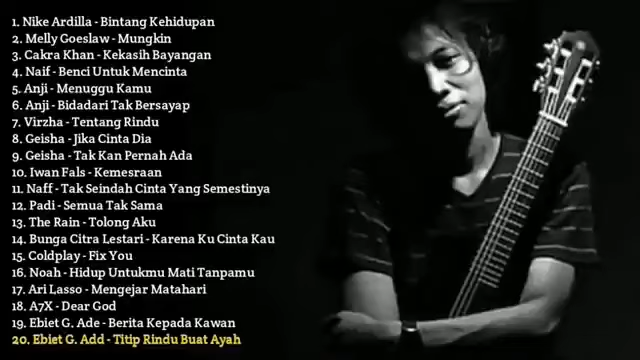 1. Nike Ardilla - Bintang Kehidupan
2. Melly Goeslaw - Mungkin
3. Cakra Khan - Kekasih Bayangan
4. Naif - Benci Untuk Mencinta
5. Anji - Menuggu Kamu
6. Anji - Bidadari Tak Bersayap
7. Virzha - Tentang Rindu
8. Geisha - Jika Cinta Dia
9. Geisha - Tak Kan Pernah Ada
10. Iwan Fals - Kemesraan
11. Naff - Tak Seindah Cinta Yang Semestinya
12. Padi - Semua Tak Sama
13. The Rain - Tolong Aku
14. Bunga Citra Lestari - Karena Ku Cinta Kau
15. Coldplay - Fix You
16. Noah - Hidup Untukmu Mati Tanpamu
17. Ari Lasso - Mengejar Matahari
18. A7X - Dear God
19. Ebiet G. Ade - Berita Kepada Kawan
20. Ebiet G. Add - Titip Rindu Buat Ayah